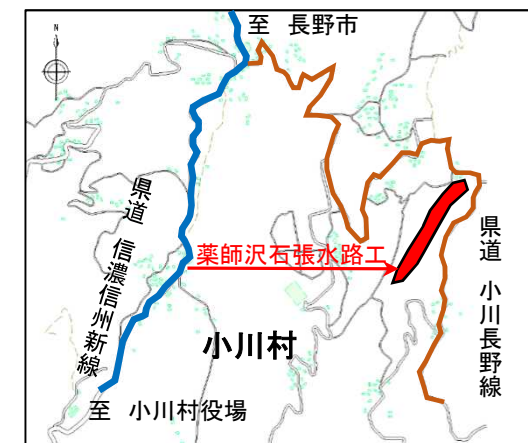 N
至 長野市
県道 信濃信州新線
薬師沢石張水路工
県道 小川長野線
小川村
至 小川村役場